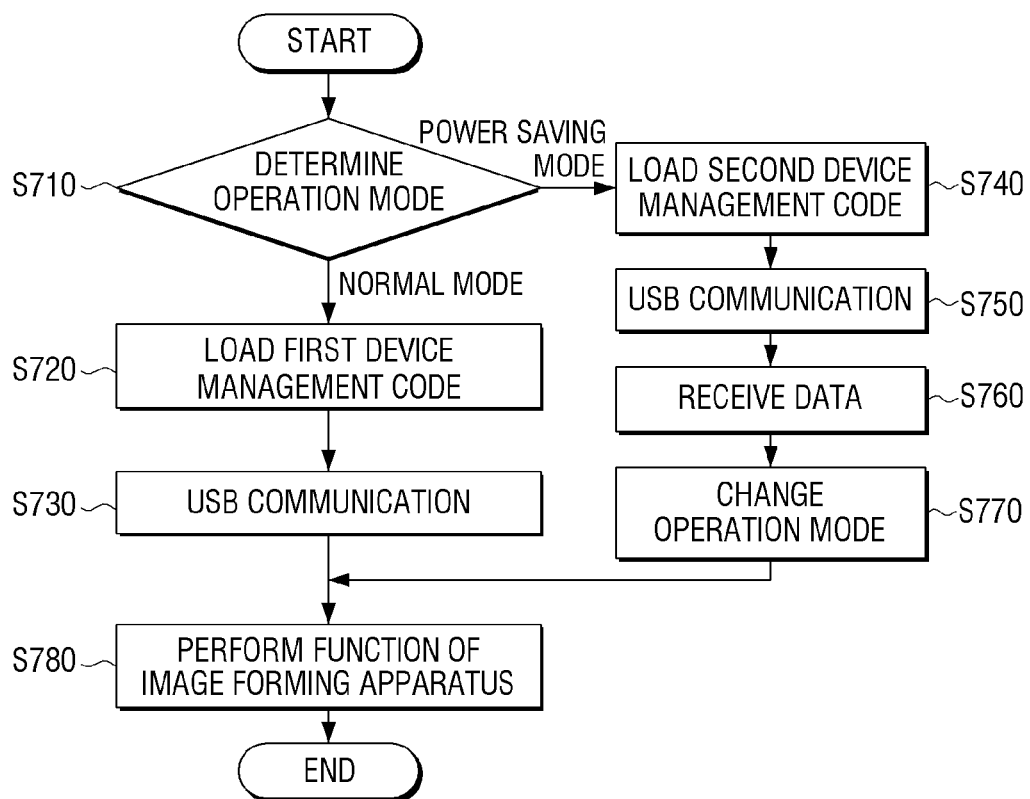 START
S710
DETERMINE
OPERATION MODE
POWER SAVING
MODE
LOAD SECOND DEVICE
MANAGEMENT CODE
S740
NORMAL MODE
USB COMMUNICATION
S750
S720
LOAD FIRST DEVICE
MANAGEMENT CODE
RECEIVE DATA
S760
S730
USB COMMUNICATION
CHANGE
OPERATION MODE
S770
S780
PERFORM FUNCTION OF
IMAGE FORMING APPARATUS
END